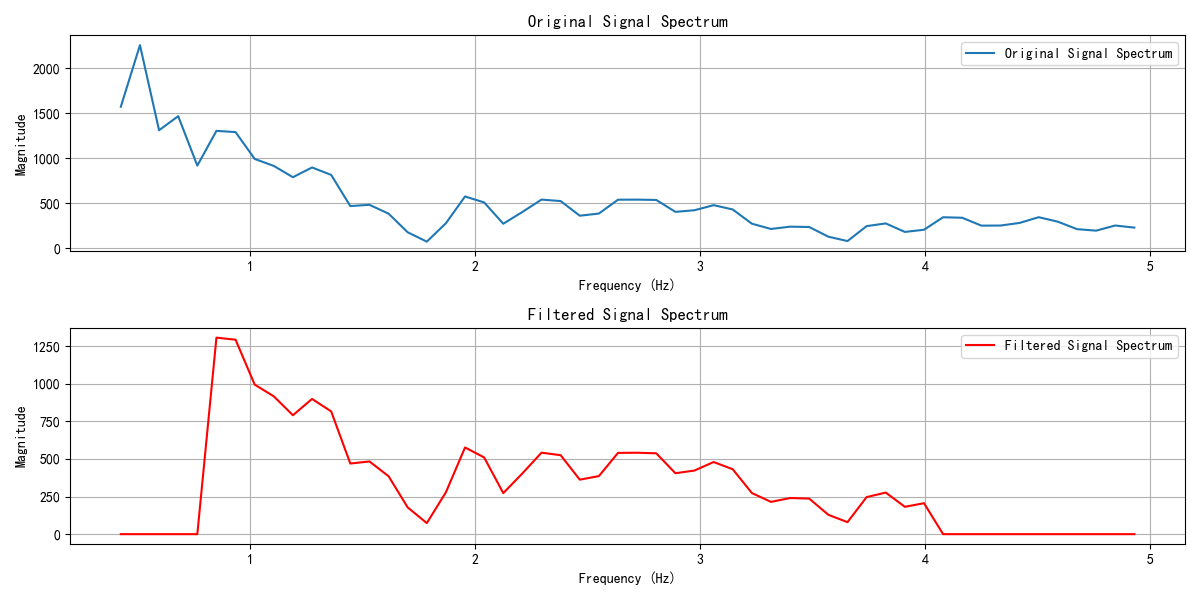 Original Signal Spectrum
Original Signal Spectrum
Magnitude
2000
1500
1000
500
0
1 2 3 4 5
Frequency (Hz)
Filtered Signal Spectrum
Filtered Signal Spectrum
Magnitude
1250
1000
750
500
250
0
1 2 3 4 5
Frequency (Hz)